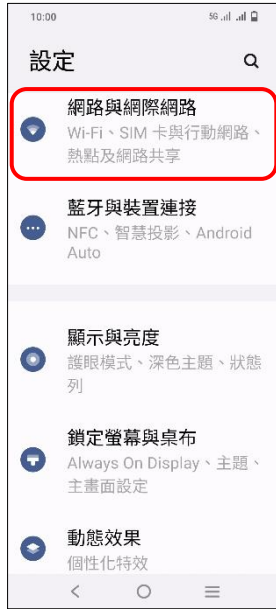 10:00 5G
設定
網路與網際網路
Wi-Fi、SIM 卡與行動網路、
熱點及網路共享
藍牙與裝置連接
NFC、智慧投影、Android
Auto
顯示與亮度
護眼模式、深色主題、狀態
列
鎖定螢幕與桌布
Always On Display、主題、
主畫面設定
動態效果
個性化特效